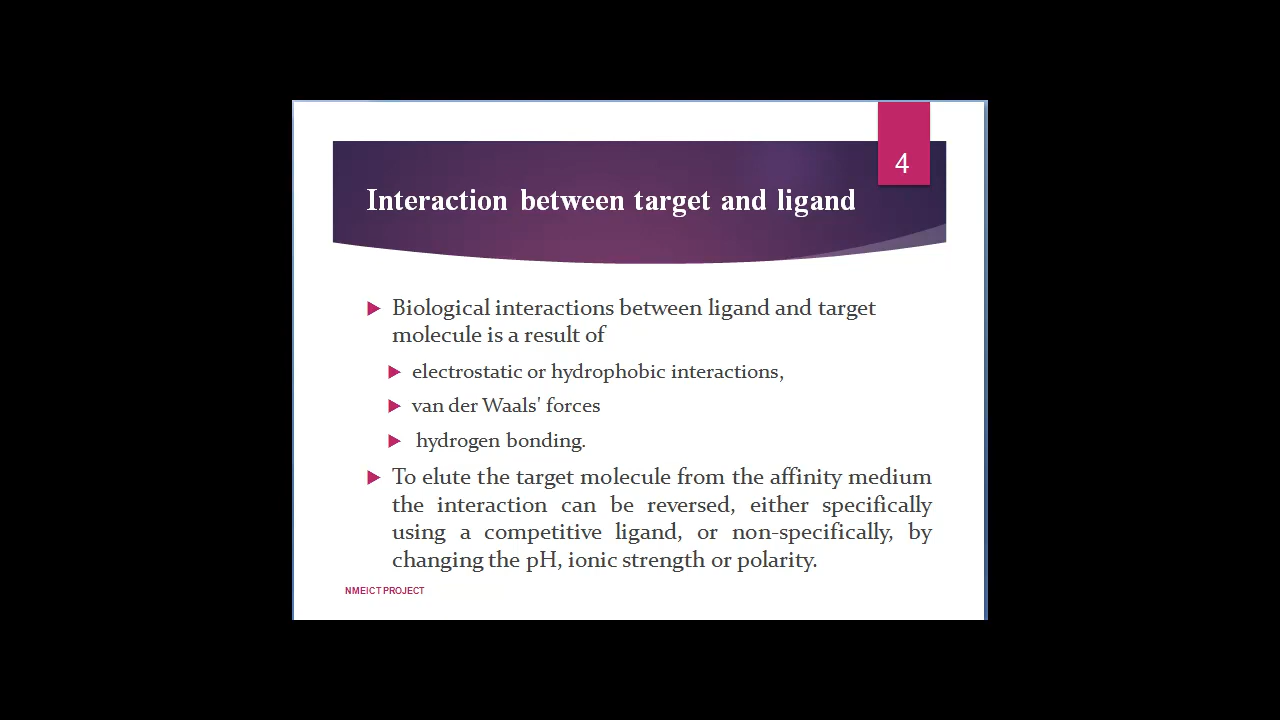 4
Interaction between target and ligand
Biological interactions between ligand and target
molecule is a result of
electrostatic or hydrophobic interactions,
van der Waals' forces
hydrogen bonding.
To elute the target molecule from the affinity medium
the interaction can be reversed, either specifically
using a competitive ligand, or non-specifically, by
changing the pH, ionic strength or polarity.
NMEICT PROJECT